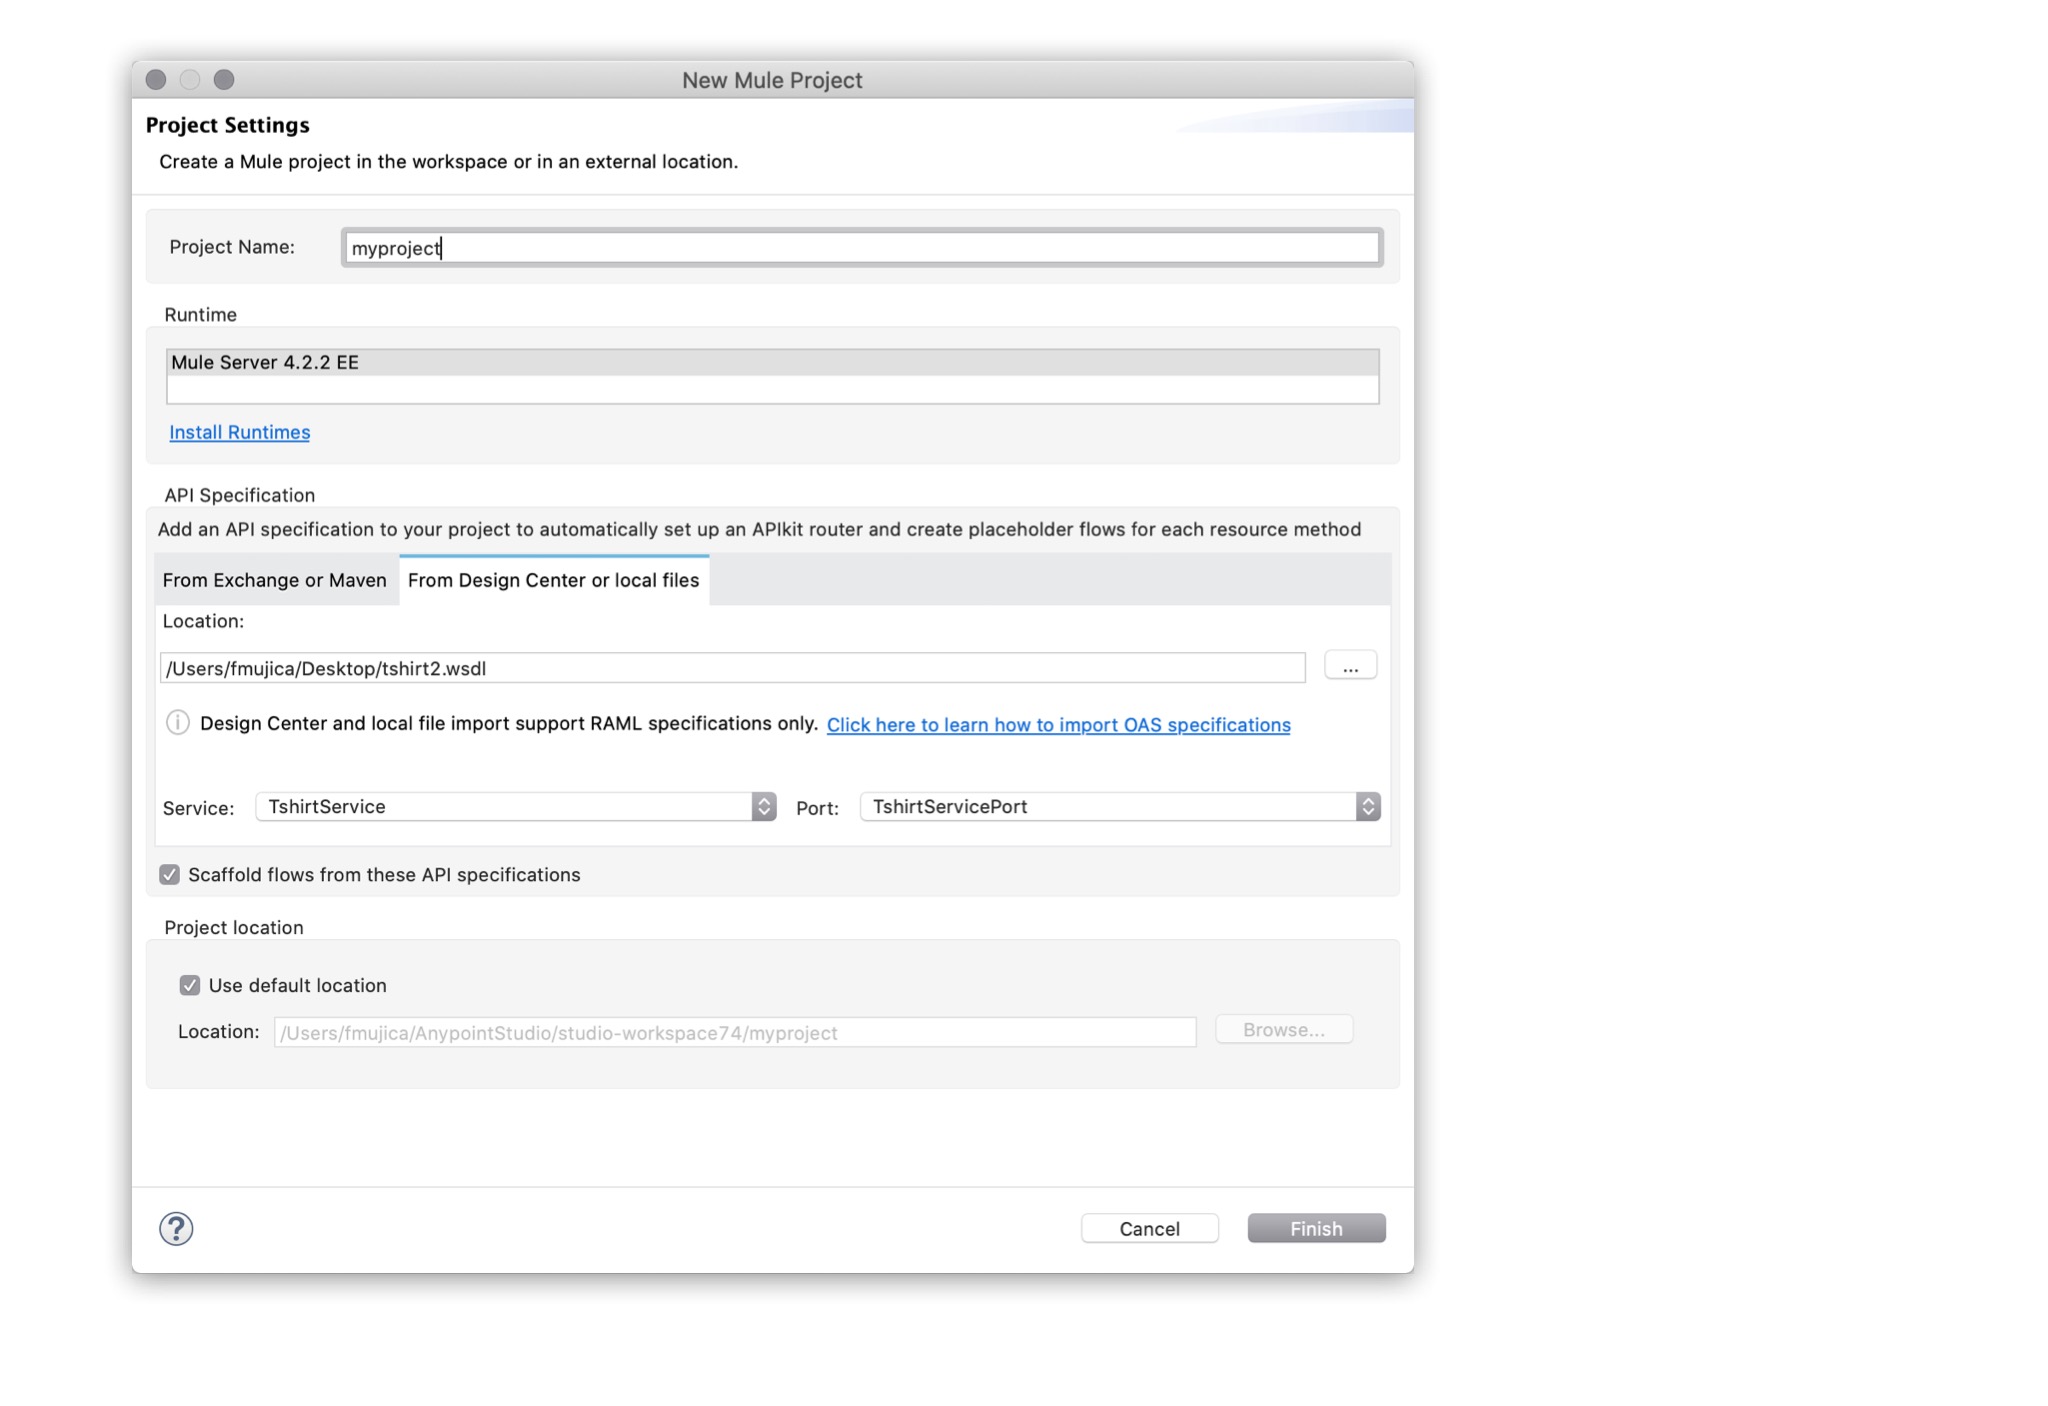 New Mule Project
Project Settings
Create a Mule project in the workspace or in an external location.
Project Name: myproject
Runtime
Mule Server 4.2.2 EE
Install Runtimes
API Specification
Add an API specification to your project to automatically set up an APIkit router and create placeholder flows for each resource method
From Exchange or Maven From Design Center or local files
Location:
/Users/fmujica/Desktop/tshirt2.wsdl ...
Design Center and local file import support RAML specifications only. Click here to learn how to import OAS specifications
Service: TshirtService Port: TshirtServicePort
Scaffold flows from these API specifications
Project location
Use default location
Location: /Users/fmujica/AnypointStudio/studio-workspace74/myproject Browse...
? Cancel Finish